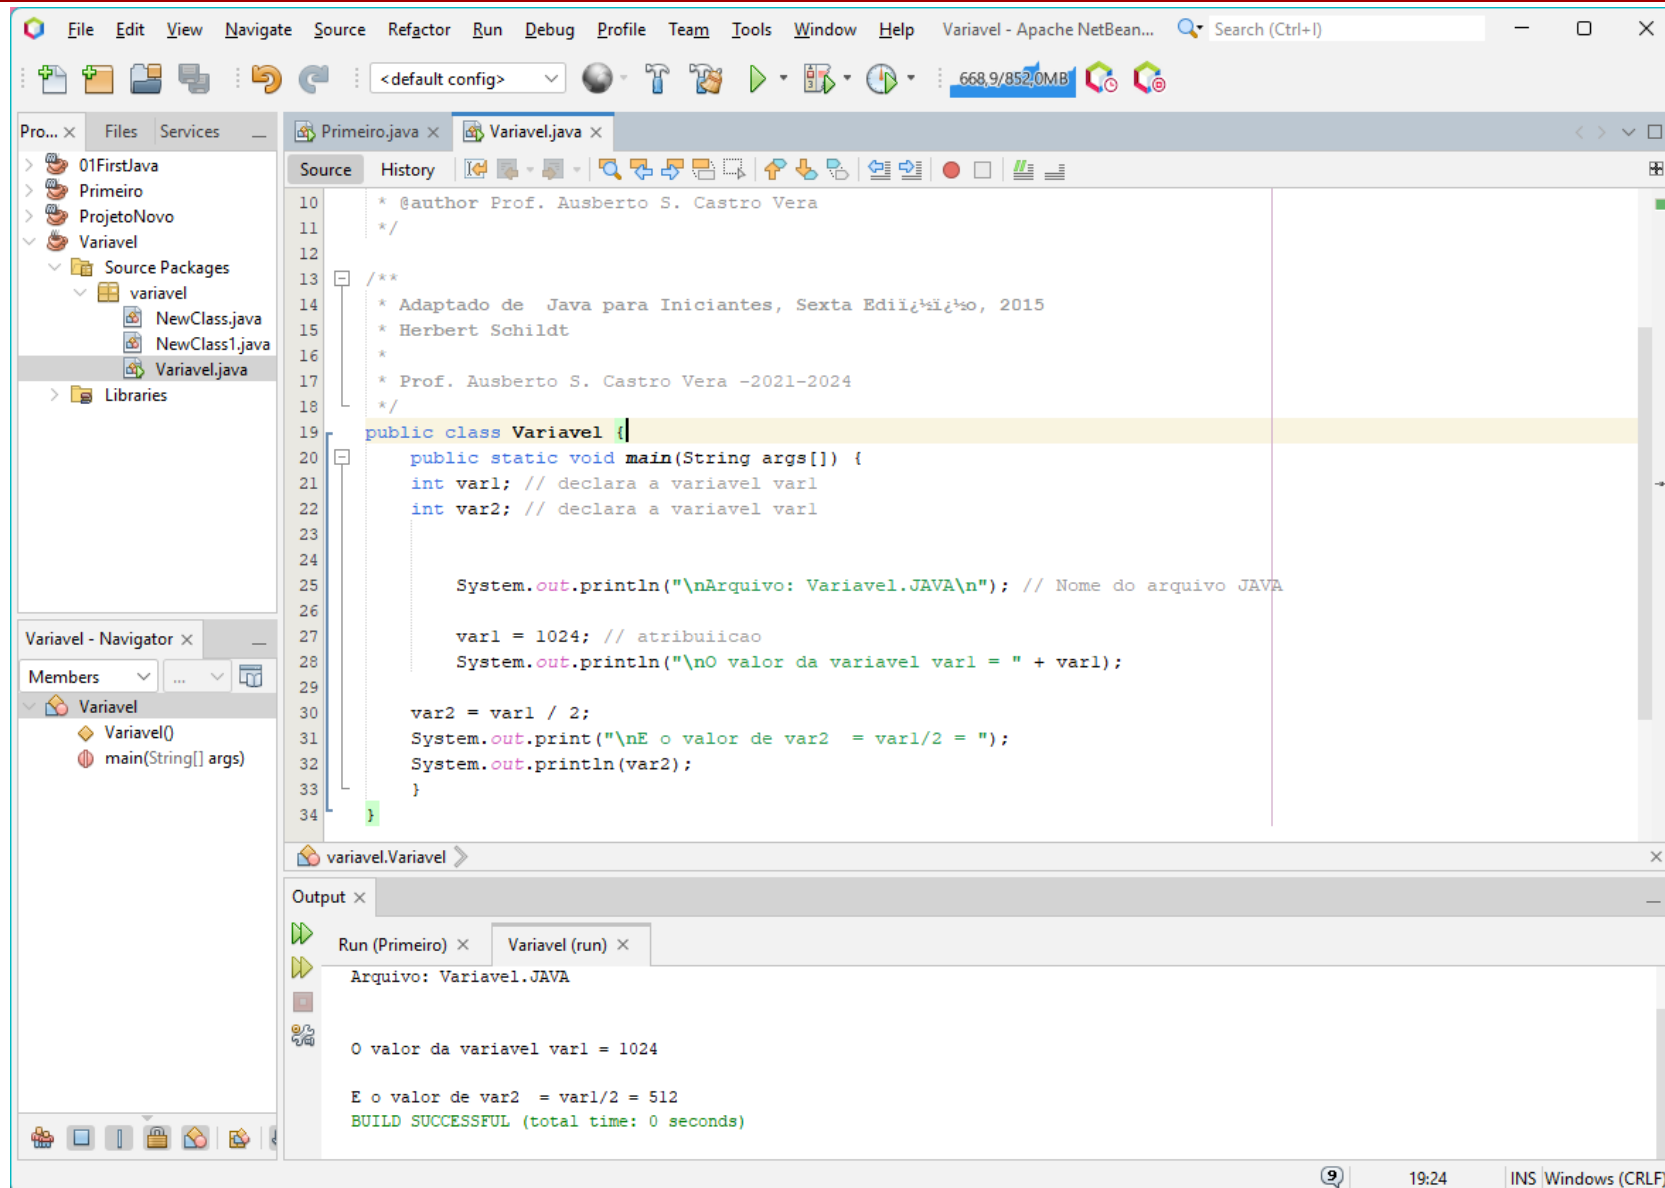 File Edit View Navigate Source Refactor Run Debug Profile Team Tools Window Help Variavel - Apache NetBean... Search (Ctrl+I)
<default config> 668,9/852,0MB
Pro... Files Services
01FirstJava
Primeiro
ProjetoNovo
Variavel
Source Packages
variavel
NewClass.java
NewClass1.java
Variavel.java
Libraries
Variavel - Navigator
Members ...
Variavel
Variavel()
main(String[] args)
Primeiro.java Variavel.java
Source History
10 * @author Prof. Ausberto S. Castro Vera
11 */
12
13 /**
14 * Adaptado de  Java para Iniciantes, Sexta Ediï¿½ï¿½o, 2015
15 * Herbert Schildt
16 *
17 * Prof. Ausberto S. Castro Vera -2021-2024
18 */
19 public class Variavel {
20 public static void main(String args[]) {
21 int var1; // declara a variavel var1
22 int var2; // declara a variavel var1
23
24
25 System.out.println("\nArquivo: Variavel.JAVA\n"); // Nome do arquivo JAVA
26
27 var1 = 1024; // atribuiicao
28 System.out.println("\nO valor da variavel var1 = " + var1);
29
30 var2 = var1 / 2;
31 System.out.print("\nE o valor de var2  = var1/2 = ");
32 System.out.println(var2);
33 }
34 }
variavel.Variavel
Output
Run (Primeiro) Variavel (run)
Arquivo: Variavel.JAVA
O valor da variavel var1 = 1024
E o valor de var2  = var1/2 = 512
BUILD SUCCESSFUL (total time: 0 seconds)
9 19:24 INS Windows (CRLF)